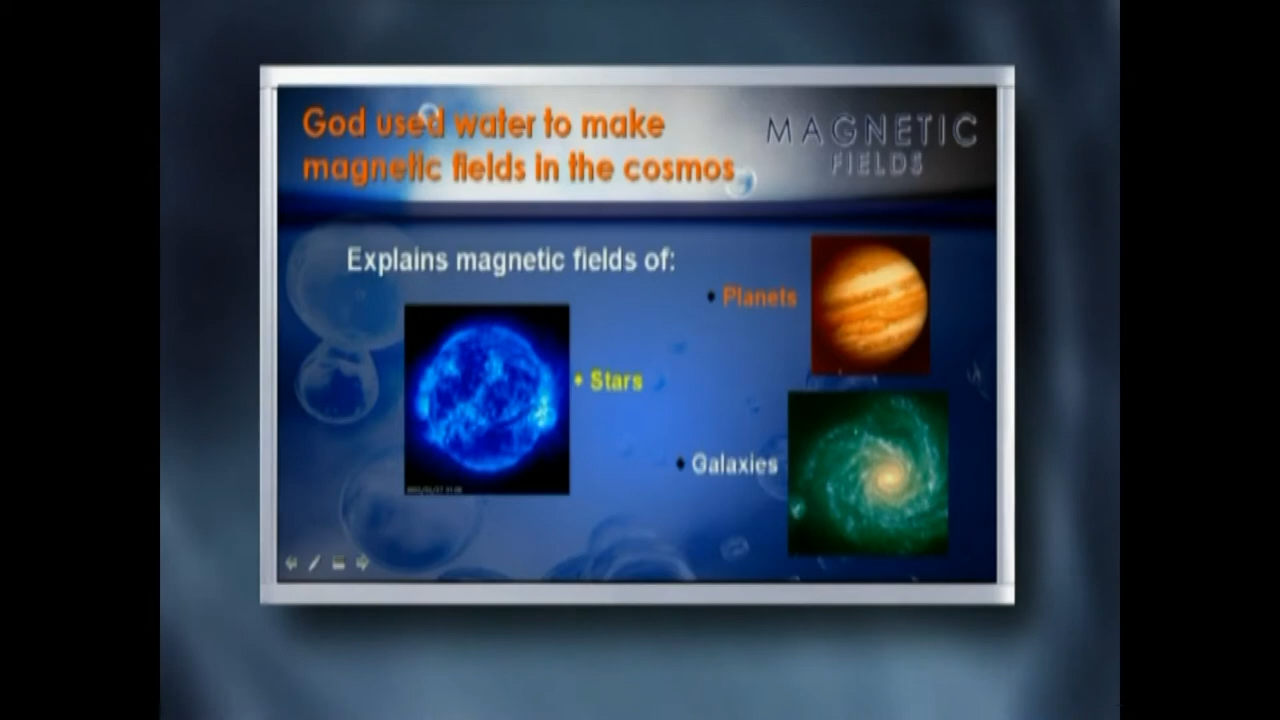 God used water to make
magnetic fields in the cosmos
MAGNETIC
FIELDS
Explains magnetic fields of:
• Planets
• Stars
• Galaxies